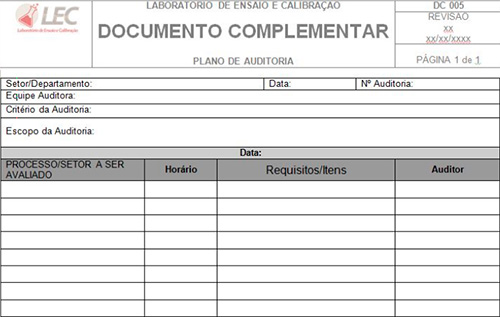 LEC
Laboratório de Ensaio e Calibração
LABORATÓRIO DE ENSAIO E CALIBRAÇÃO
DOCUMENTO COMPLEMENTAR
PLANO DE AUDITORIA
DC 005
REVISÃO
xx
xx/xx/xxxx
PÁGINA 1 de 1
Setor/Departamento: Data: Nº Auditoria:
Equipe Auditora:
Critério da Auditoria:
Escopo da Auditoria:
Data:
PROCESSO/SETOR A SER AVALIADO Horário Requisitos/Itens Auditor